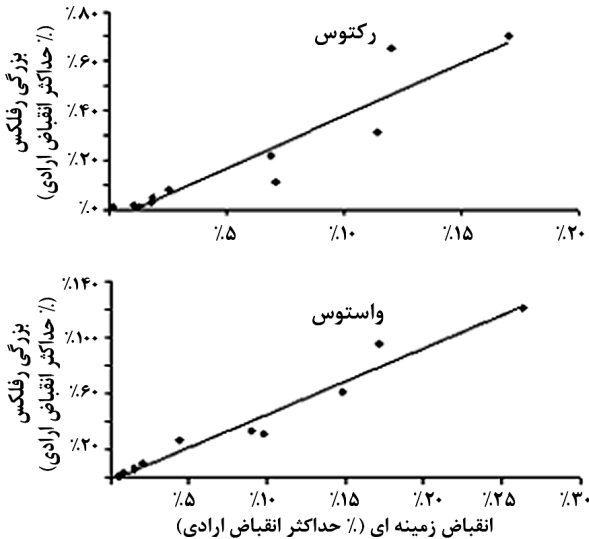 ٪.۸۰
رکتوس
٪.۴۰
٪.۲۰
٪.۰
بزرگی رفلکس
(٪ حداکثر انقباض ارادی)
٪.۵
٪.۱۰
٪.۱۵
٪.۲۰
٪.۱۴۰
واستوس
٪.۱۰۰
٪.۶۰
٪.۲۰
بزرگی رفلکس
(٪ حداکثر انقباض ارادی)
٪.۵
٪.۱۰
٪.۱۵
٪.۲۰
٪.۲۵
٪.۳۰
انقباض زمینه ای (٪ حداکثر انقباض ارادی)